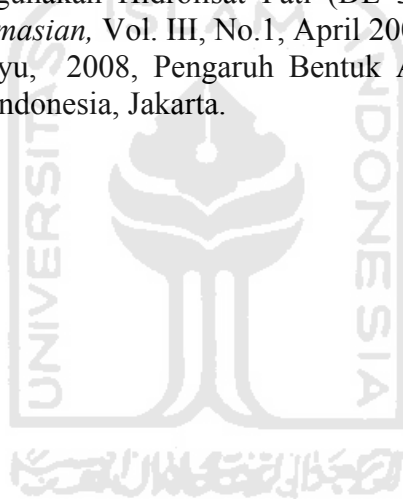 gunakan Hidrolisat Pati (DE 3
masian, Vol. III, No.1, April 200
yu, 2008, Pengaruh Bentuk A
ndonesia, Jakarta.
UNIVERSITAS
INDONESIA